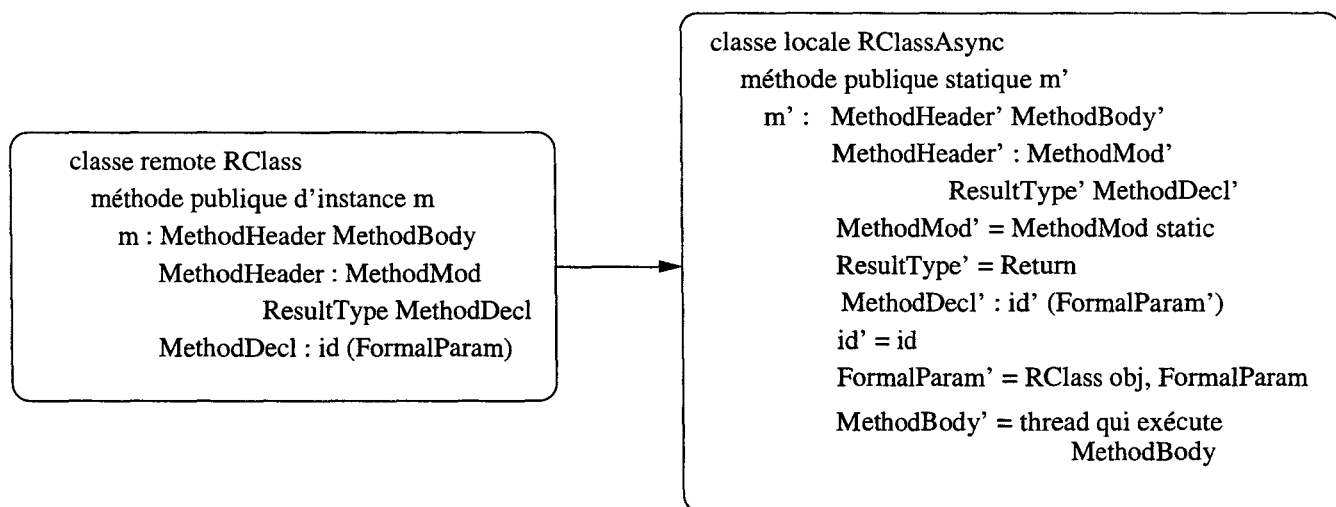 classe remote RClass
méthode publique d'instance m
m : MethodHeader MethodBody
MethodHeader : MethodMod
ResultType MethodDecl
MethodDecl : id (FormalParam)
classe locale RClassAsync
méthode publique statique m'
m' : MethodHeader' MethodBody'
MethodHeader' : MethodMod'
ResultType' MethodDecl'
MethodMod' = MethodMod static
ResultType' = Return
MethodDecl' : id' (FormalParam')
id' = id
FormalParam' = RClass obj, FormalParam
MethodBody' = thread qui exécute
MethodBody